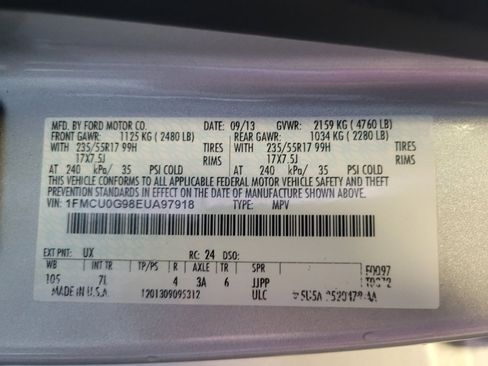 MFD. BY FORD MOTOR CO. DATE: 09/13 GVWR: 2159 KG ( 4760 LB)
FRONT GAWR: 1125 KG ( 2480 LB) REAR GAWR: 1034 KG ( 2280 LB)
WITH 235/55R17 99H TIRES WITH 235/55R17 99H TIRES
17X7.5J RIMS 17X7.5J RIMS
AT 240 kPa/ 35 PSI COLD AT 240 kPa/ 35 PSI COLD
THIS VEHICLE CONFORMS TO ALL APPLICABLE FEDERAL MOTOR VEHICLE SAFETY AND THEFT
PREVENTION STANDARDS IN EFFECT ON THE DATE OF MANUFACTURE SHOWN ABOVE.
VIN: 1FMCU0G98EUA97918 TYPE: MPV
EXT PNT: UX RC: 24 DSO:
WB INT TR TP/PS R AXLE TR SPR
105 7L 4 3A 6 JJPP
MADE IN U.S.A. 1201309095312 ULC